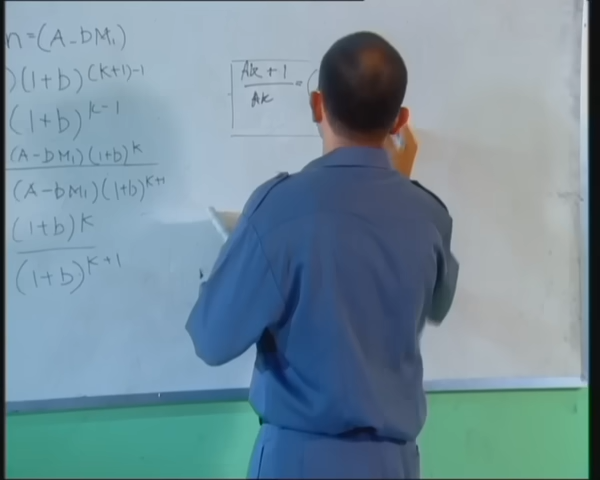 n=(A-bM₁)
)(1+b)^(k+1)-1
(1+b)^k-1
(A-bM₁)(1+b)^k
(A-bM₁)(1+b)^k+1
(1+b)^k
(1+b)^k+1
Ak+1
Ak
= (